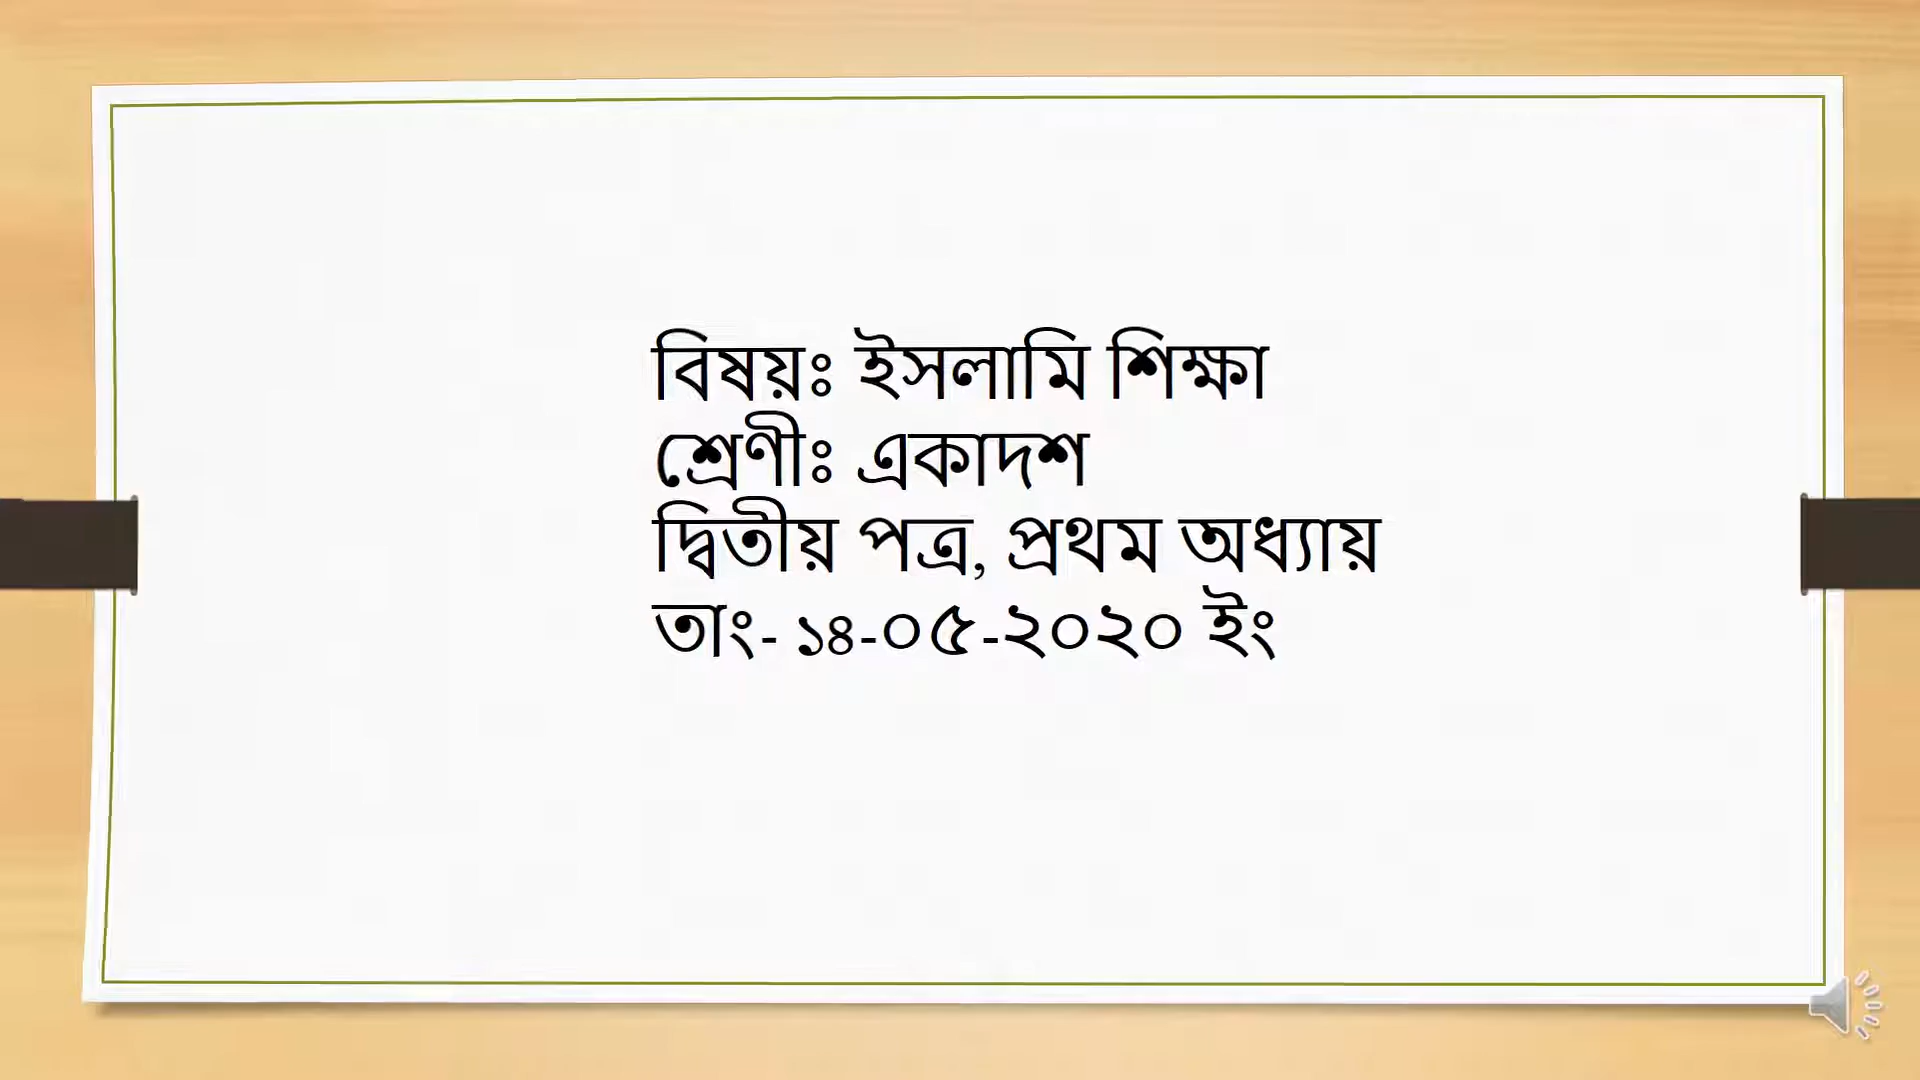 বিষয়ঃ ইসলামি শিক্ষা
শ্রেণীঃ একাদশ
দ্বিতীয় পত্র, প্রথম অধ্যায়
তাং- ১৪-০৫-২০২০ ইং